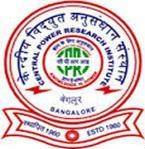 केन्द्रीय विद्युत अनुसंधान संस्थान
CENTRAL POWER RESEARCH INSTITUTE
बेंगलूर
BANGALORE
स्थापित 1960
ESTD 1960